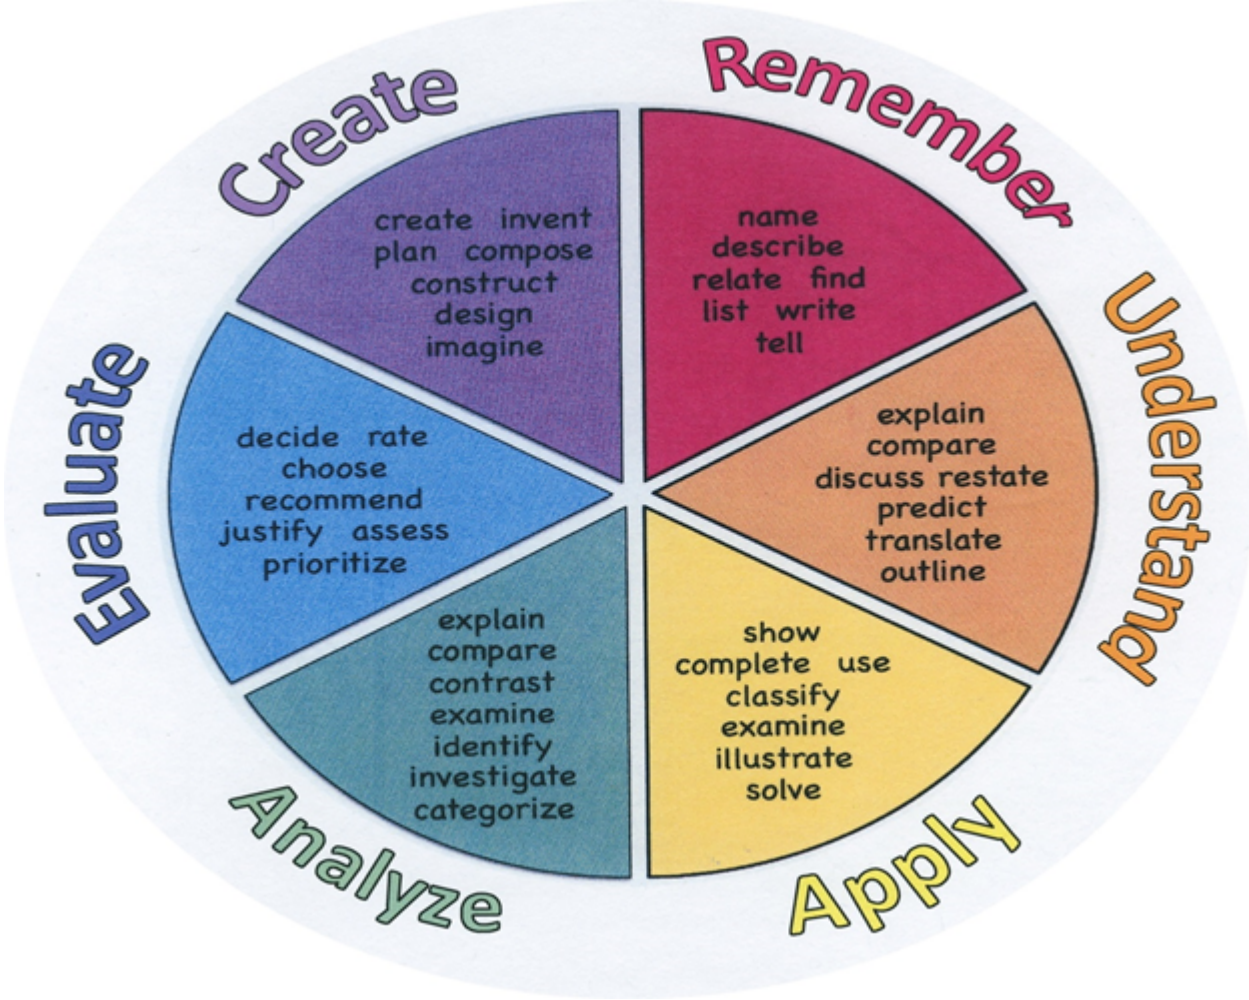 Remember
name
describe
relate find
list write
tell
Understand
explain
compare
discuss restate
predict
translate
outline
Apply
show
complete use
classify
examine
illustrate
solve
Analyze
explain
compare
contrast
examine
identify
investigate
categorize
Evaluate
decide rate
choose
recommend
justify assess
prioritize
Create
create invent
plan compose
construct
design
imagine